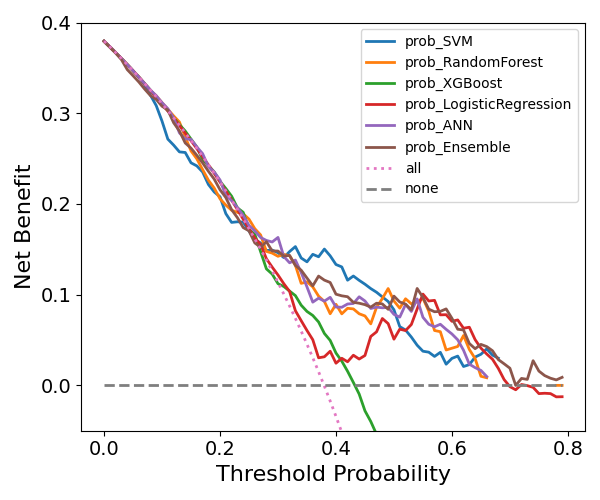 0.4
0.3
0.2
0.1
0.0
0.0
0.2
0.4
0.6
0.8
Net Benefit
Threshold Probability
prob_SVM
prob_RandomForest
prob_XGBoost
prob_LogisticRegression
prob_ANN
prob_Ensemble
all
none